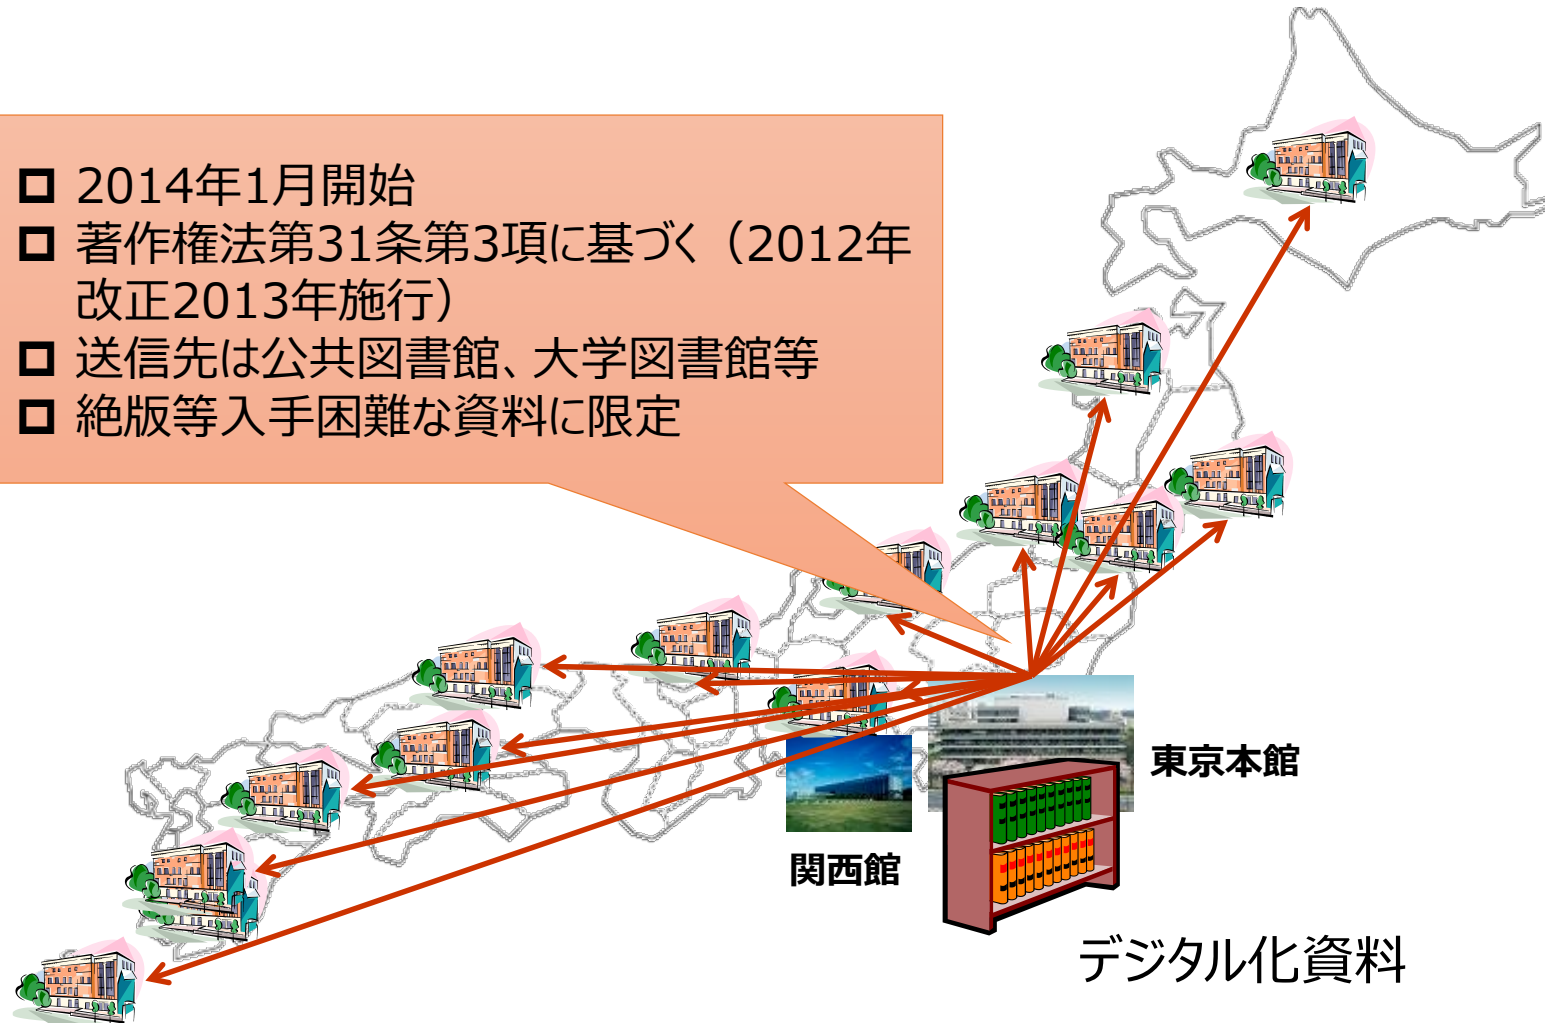 2014年1月開始
著作権法第31条第3項に基づく（2012年
改正2013年施行）
送信先は公共図書館、大学図書館等
絶版等入手困難な資料に限定
東京本館
関西館
デジタル化資料